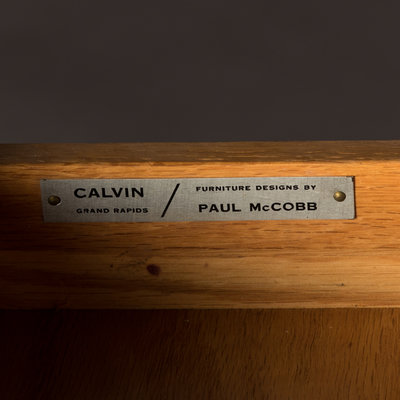 CALVIN
GRAND RAPIDS
/
FURNITURE DESIGNS BY
PAUL McCOBB